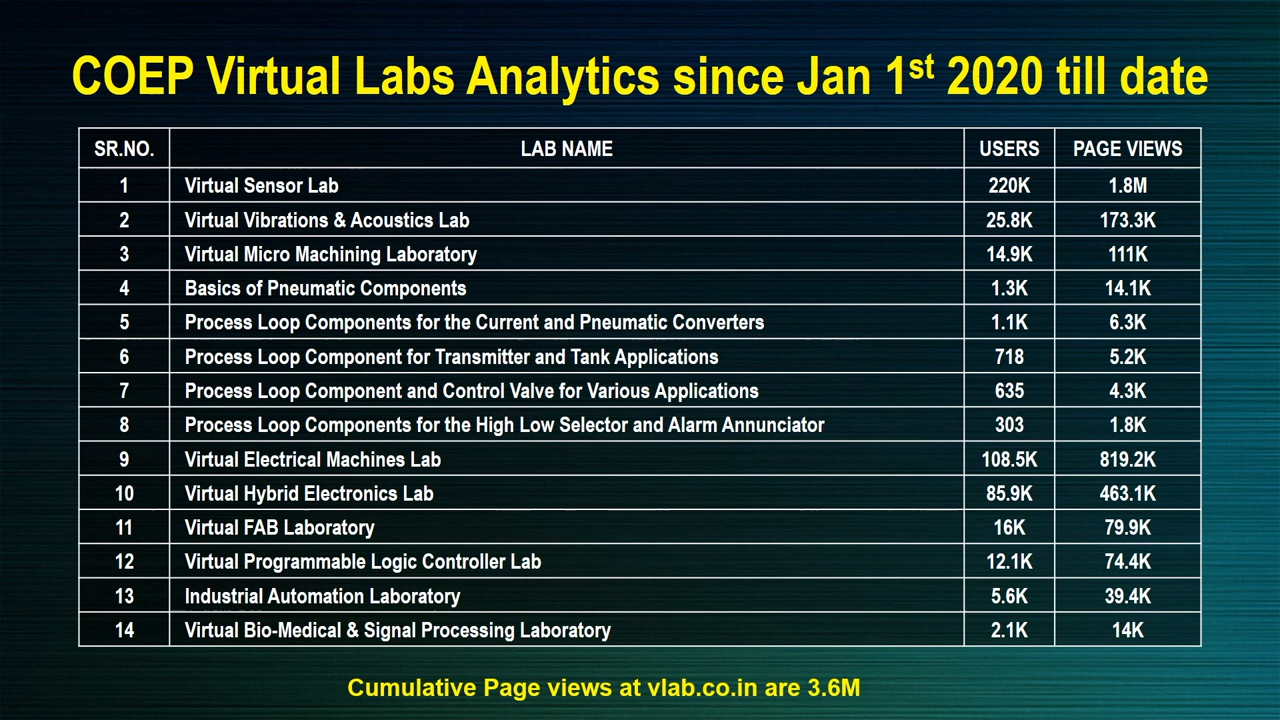 COEP Virtual Labs Analytics since Jan 1st 2020 till date
SR.NO. LAB NAME USERS PAGE VIEWS
1 Virtual Sensor Lab 220K 1.8M
2 Virtual Vibrations & Acoustics Lab 25.8K 173.3K
3 Virtual Micro Machining Laboratory 14.9K 111K
4 Basics of Pneumatic Components 1.3K 14.1K
5 Process Loop Components for the Current and Pneumatic Converters 1.1K 6.3K
6 Process Loop Component for Transmitter and Tank Applications 718 5.2K
7 Process Loop Component and Control Valve for Various Applications 635 4.3K
8 Process Loop Components for the High Low Selector and Alarm Annunciator 303 1.8K
9 Virtual Electrical Machines Lab 108.5K 819.2K
10 Virtual Hybrid Electronics Lab 85.9K 463.1K
11 Virtual FAB Laboratory 16K 79.9K
12 Virtual Programmable Logic Controller Lab 12.1K 74.4K
13 Industrial Automation Laboratory 5.6K 39.4K
14 Virtual Bio-Medical & Signal Processing Laboratory 2.1K 14K
Cumulative Page views at vlab.co.in are 3.6M